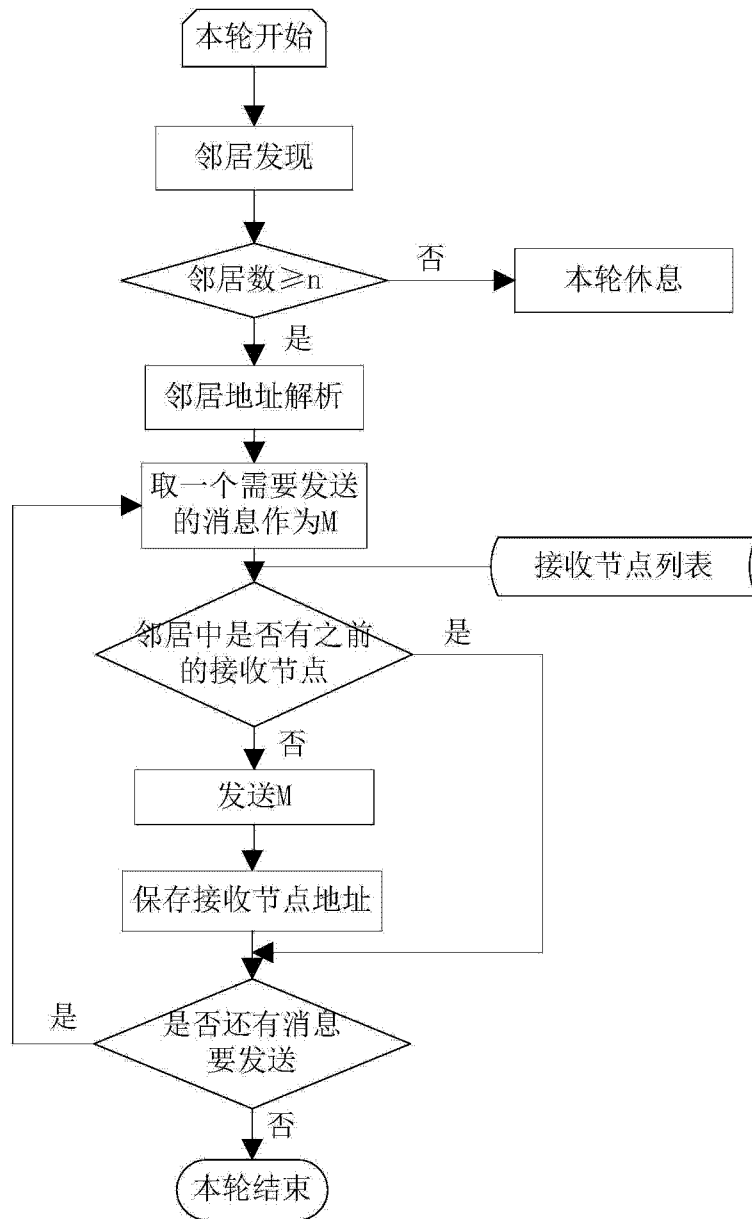 本轮开始
邻居发现
邻居数≥n
否
本轮休息
是
邻居地址解析
取一个需要发送
的消息作为M
接收节点列表
邻居中是否有之前
的接收节点
是
否
发送M
保存接收节点地址
是
是否还有消息
要发送
否
本轮结束